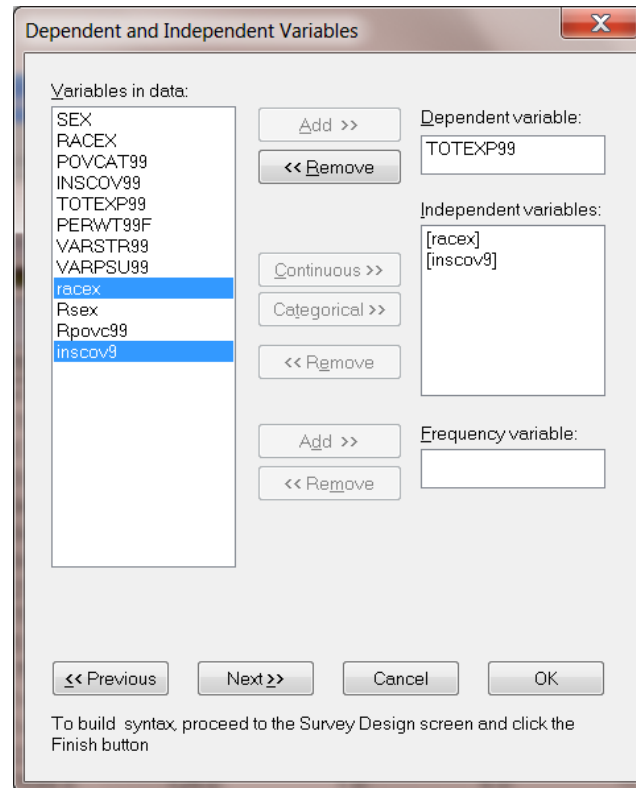 Dependent and Independent Variables
X
Variables in data:
SEX
RACEX
POVCAT99
INSCOV99
TOTEXP99
PERWT99F
VARSTR99
VARPSU99
racex
Rsex
Rpovc99
inscov9
Add >>
<< Remove
Dependent variable:
TOTEXP99
Independent variables:
[racex]
[inscov9]
Continuous >>
Categorical >>
<< Remove
Add >>
<< Remove
Frequency variable:
<< Previous
Next >>
Cancel
OK
To build syntax, proceed to the Survey Design screen and click the
Finish button